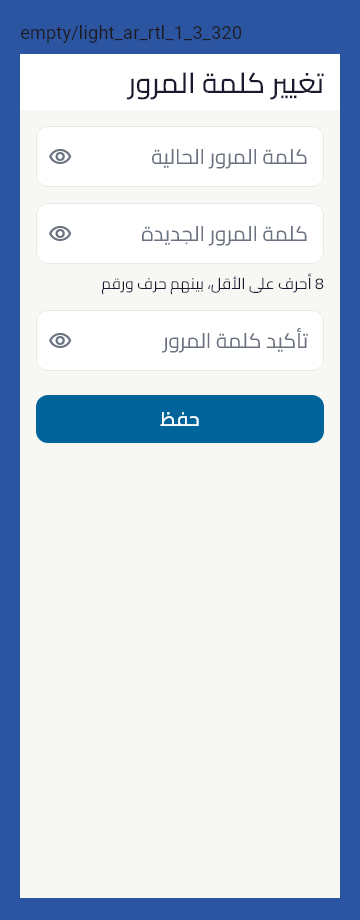 empty/light_ar_rtl_1_3_320
تغيير كلمة المرور
كلمة المرور الحالية
كلمة المرور الجديدة
8 أحرف على الأقل، بينهم حرف ورقم
تأكيد كلمة المرور
حفظ